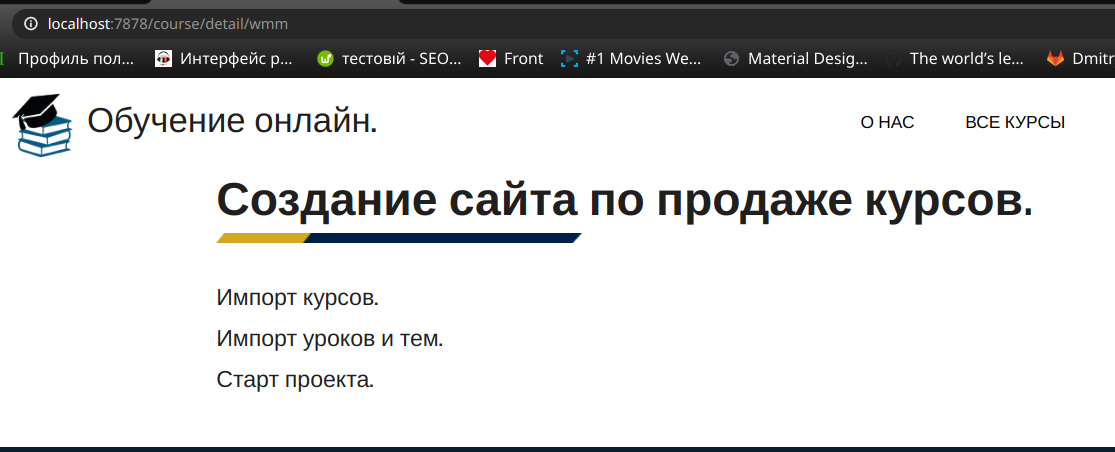 localhost:7878/course/detail/wmm
Профиль пол... Интерфейс р... тестовій - SEO... Front #1 Movies We... Material Desig... The world's le... Dmitr
Обучение онлайн. О НАС ВСЕ КУРСЫ
Создание сайта по продаже курсов.
Импорт курсов.
Импорт уроков и тем.
Старт проекта.